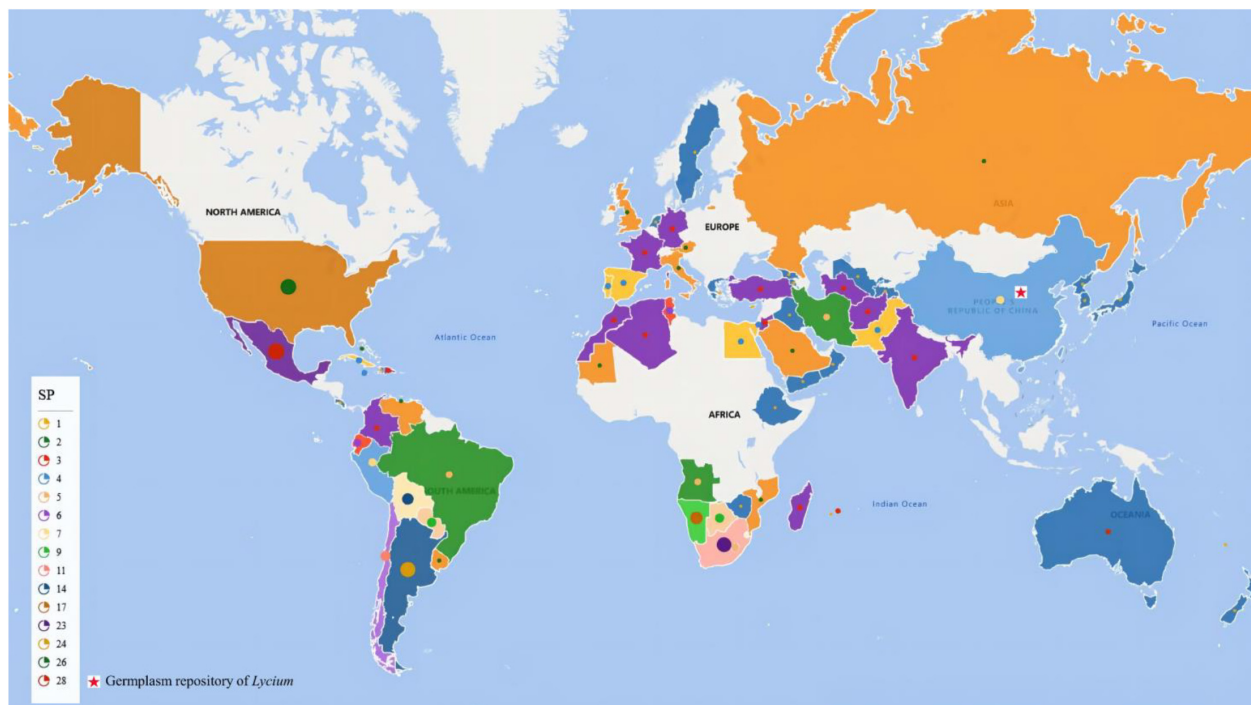 NORTH AMERICA
EUROPE
ASIA
PEOPLE'S
REPUBLIC OF CHINA
Atlantic Ocean
Pacific Ocean
AFRICA
SOUTH AMERICA
Indian Ocean
OCEANIA
SP
1
2
3
4
5
6
7
9
11
14
17
23
24
26
28
Germplasm repository of Lycium